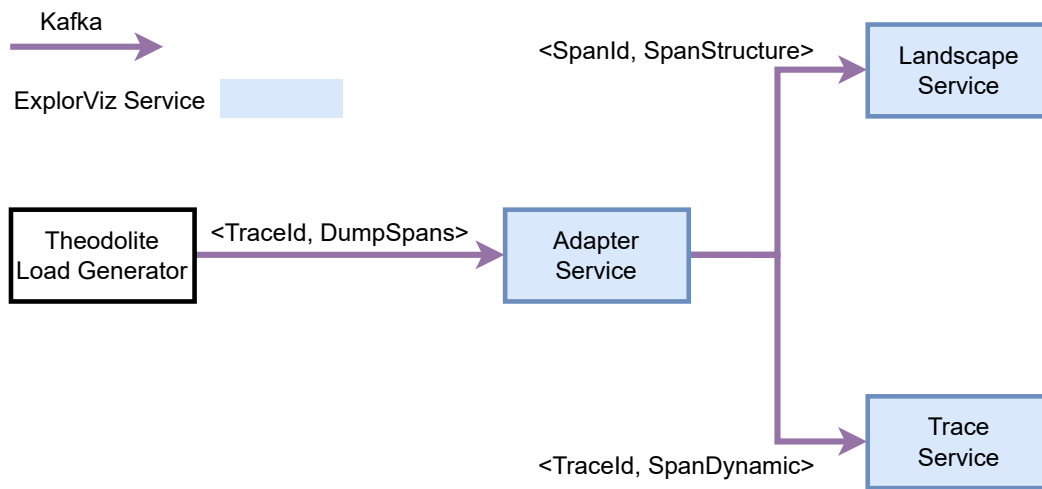 Kafka
ExplorViz Service
<SpanId, SpanStructure>
Landscape
Service
Theodolite
Load Generator
<TraceId, DumpSpans>
Adapter
Service
<TraceId, SpanDynamic>
Trace
Service